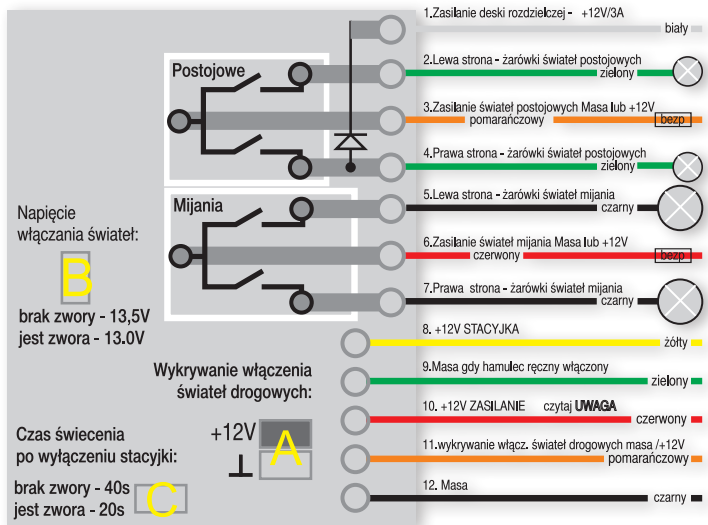 1.Zasilanie deski rozdzielczej - +12V/3A
biały
2.Lewa strona - żarówki świateł postojowych
zielony
3.Zasilanie świateł postojowych Masa lub +12V
pomarańczowy
bezp
4.Prawa strona - żarówki świateł postojowych
zielony
5.Lewa strona - żarówki świateł mijania
czarny
6.Zasilanie świateł mijania Masa lub +12V
czerwony
bezp
7.Prawa strona - żarówki świateł mijania
czarny
8. +12V STACYJKA
żółty
9.Masa gdy hamulec ręczny włączony
zielony
10. +12V ZASILANIE czytaj UWAGA
czerwony
11.wykrywanie włącz. świateł drogowych masa /+12V
pomarańczowy
12. Masa
czarny
Postojowe
Mijania
Napięcie
włączania świateł:
B
brak zwory - 13,5V
jest zwora - 13.0V
Wykrywanie włączenia
świateł drogowych:
+12V
A
Czas świecenia
po wyłączeniu stacyjki:
brak zwory - 40s
jest zwora - 20s
C